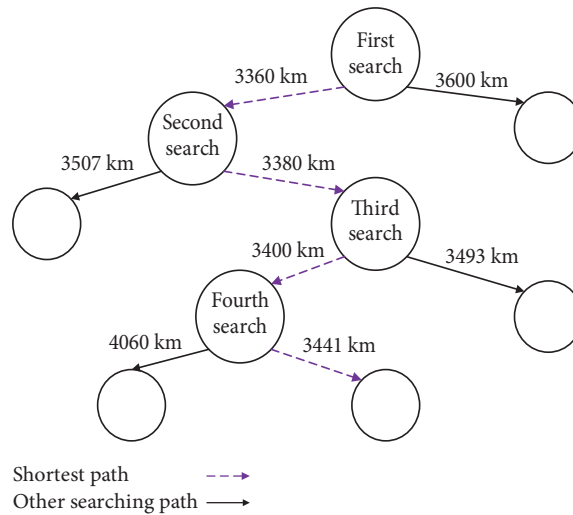 First
search
3360 km
3600 km
Second
search
3507 km
3380 km
Third
search
3400 km
3493 km
Fourth
search
4060 km
3441 km
Shortest path
Other searching path